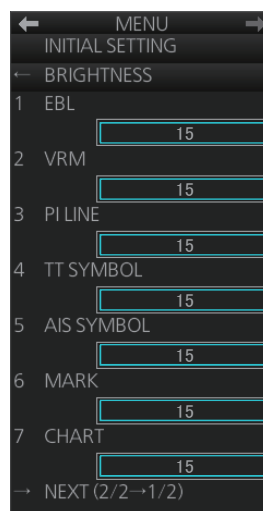 ← MENU →
INITIAL SETTING
← BRIGHTNESS
1 EBL
15
2 VRM
15
3 PI LINE
15
4 TT SYMBOL
15
5 AIS SYMBOL
15
6 MARK
15
7 CHART
15
→ NEXT (2/2→1/2)